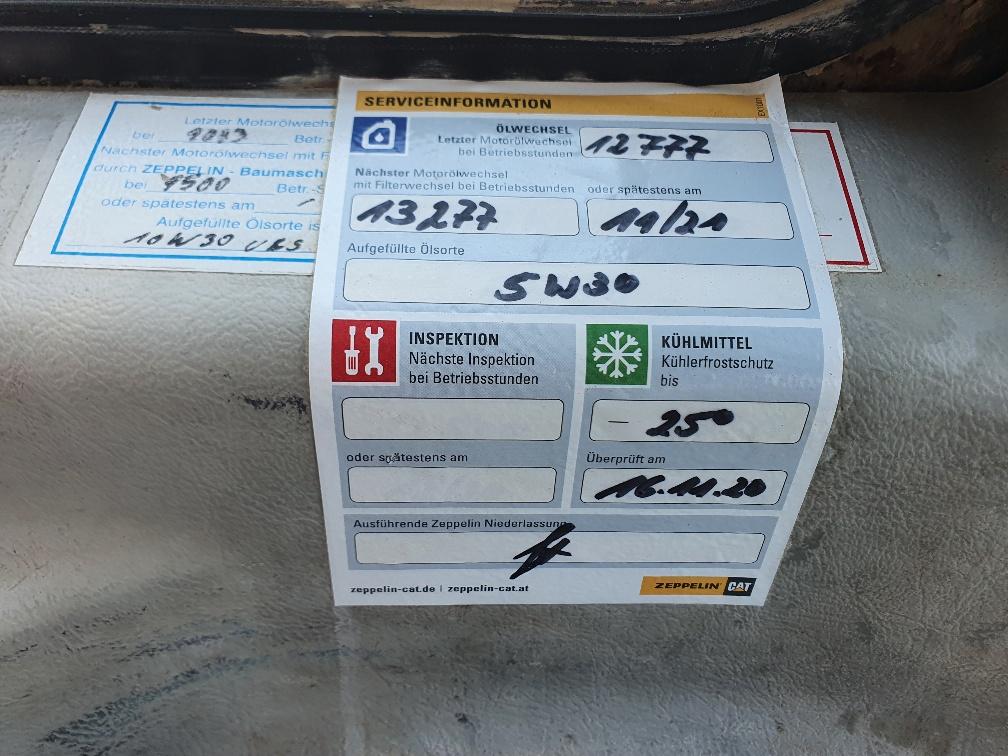 Letzter Motorölwechs
bei 9043 Betr.
Nächster Motorölwechsel mit F
durch ZEPPELIN - Baumasch
bei 9500 Betr.-S
oder spätestens am
Aufgefüllte Ölsorte is
10W30
SERVICEINFORMATION
ÖLWECHSEL
Letzter Motorölwechsel
bei Betriebsstunden
12777
Nächster Motorölwechsel
mit Filterwechsel bei Betriebsstunden
oder spätestens am
13277
11/21
Aufgefüllte Ölsorte
5W30
INSPEKTION
Nächste Inspektion
bei Betriebsstunden
oder spätestens am
KÜHLMITTEL
Kühlerfrostschutz
bis
- 25°
Überprüft am
16.11.20
Ausführende Zeppelin Niederlassung
zeppelin-cat.de | zeppelin-cat.at
ZEPPELIN CAT